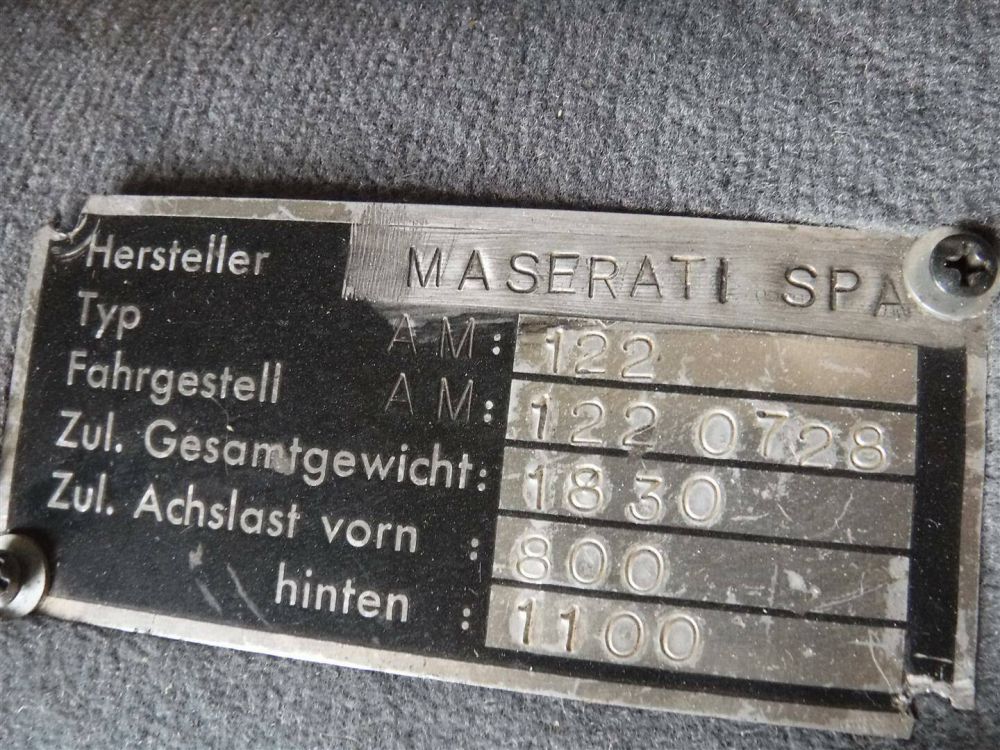 Hersteller MASERATI SPA
Typ AM: 122
Fahrgestell AM: 122 0728
Zul. Gesamtgewicht: 1830
Zul. Achslast vorn : 800
hinten : 1100